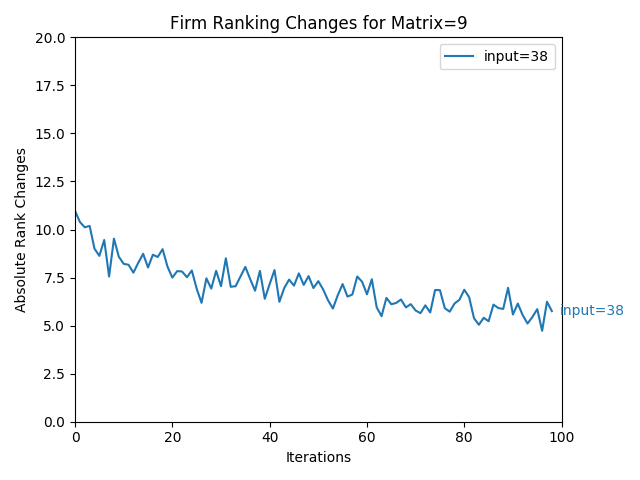 Firm Ranking Changes for Matrix=9
20.0
17.5
15.0
12.5
10.0
7.5
5.0
2.5
0.0
Absolute Rank Changes
input=38
input=38
0 20 40 60 80 100
Iterations